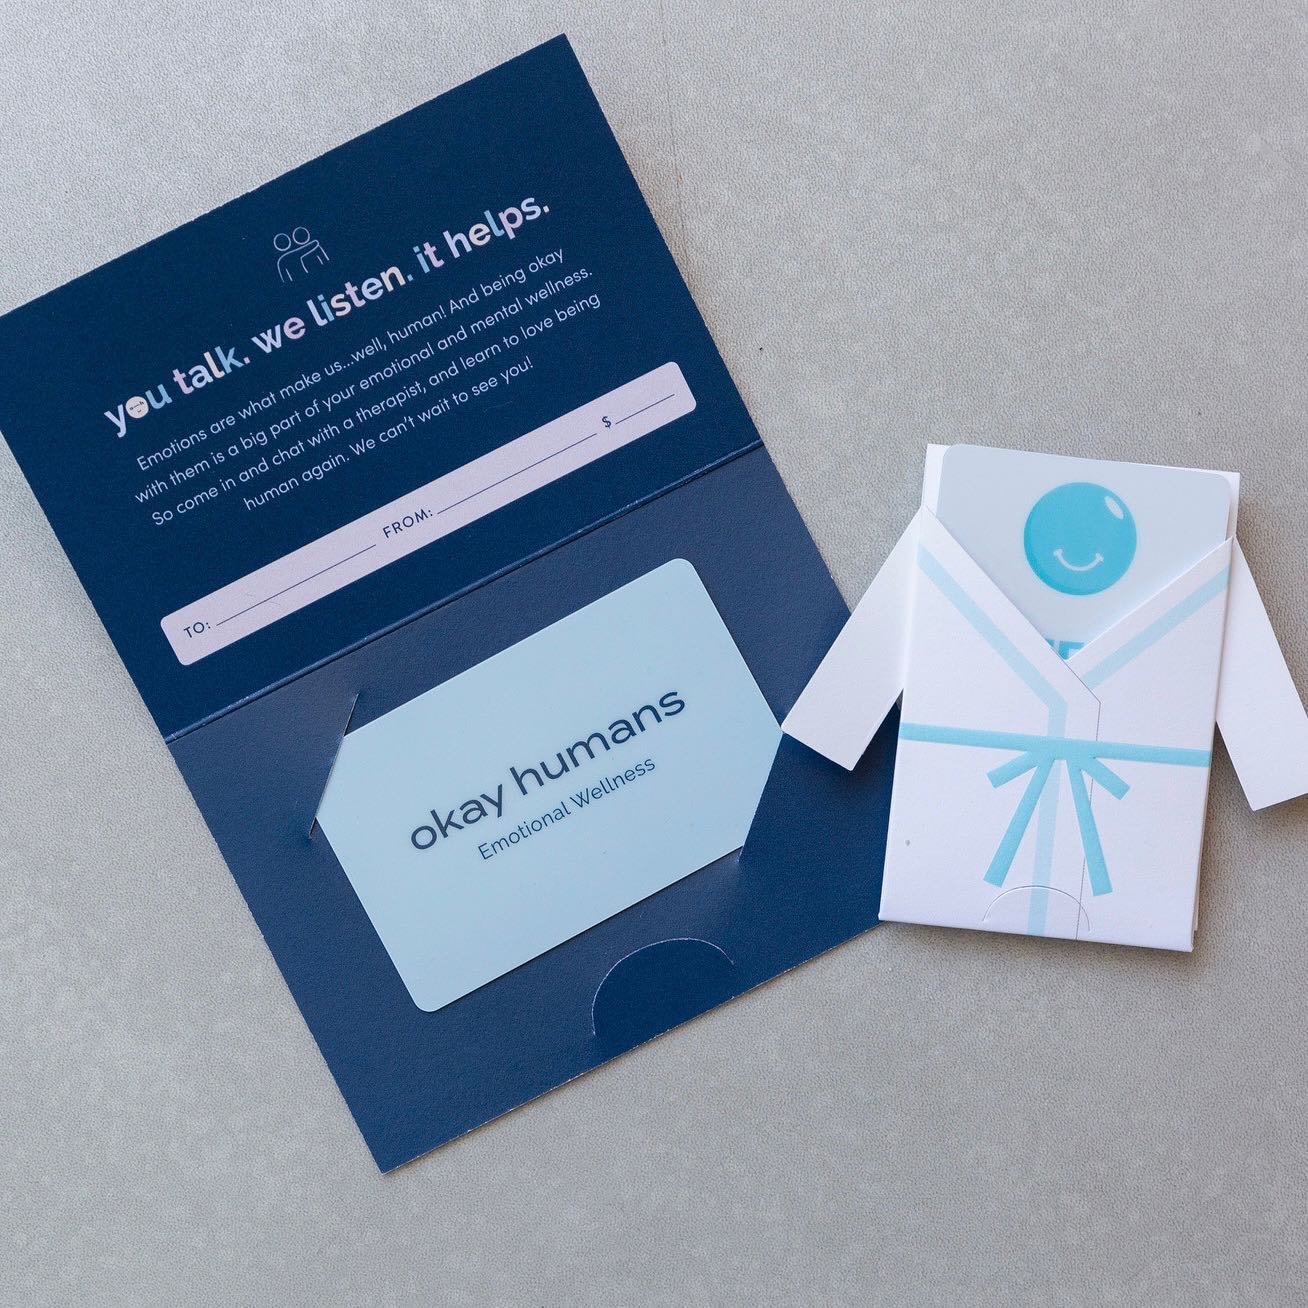 you talk. we listen. it helps.
Emotions are what make us...well, human! And being okay
with them is a big part of your emotional and mental wellness.
So come in and chat with a therapist, and learn to love being
human again. We can't wait to see you!
TO: FROM: $
okay humans
Emotional Wellness